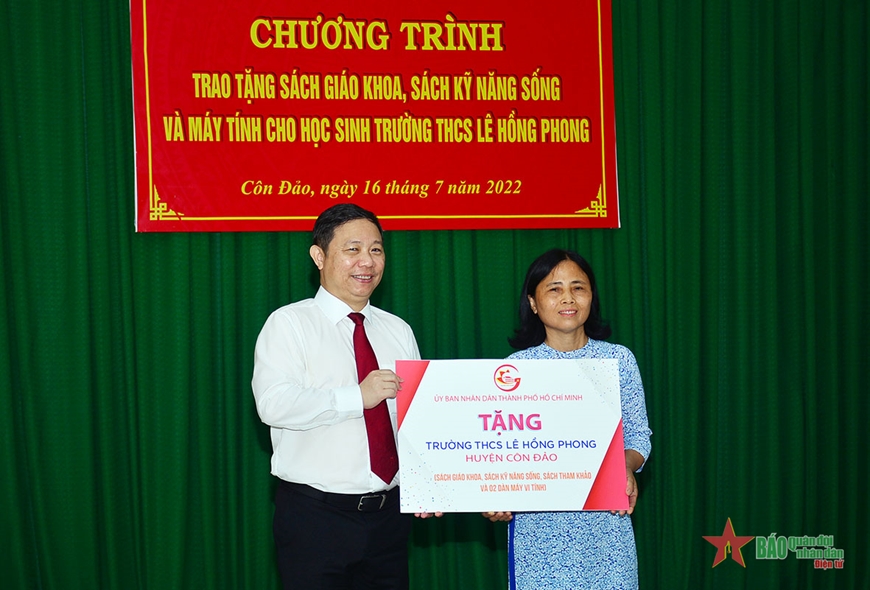 CHƯƠNG TRÌNH
TRAO TẶNG SÁCH GIÁO KHOA, SÁCH KỸ NĂNG SỐNG
VÀ MÁY TÍNH CHO HỌC SINH TRƯỜNG THCS LÊ HỒNG PHONG
Côn Đảo, ngày 16 tháng 7 năm 2022
ỦY BAN NHÂN DÂN THÀNH PHỐ HỒ CHÍ MINH
TẶNG
TRƯỜNG THCS LÊ HỒNG PHONG
HUYỆN CÔN ĐẢO
(SÁCH GIÁO KHOA, SÁCH KỸ NĂNG SỐNG, SÁCH THAM KHẢO
VÀ 02 DÀN MÁY VI TÍNH)
BÁO quân đội
nhân dân
Điện tử